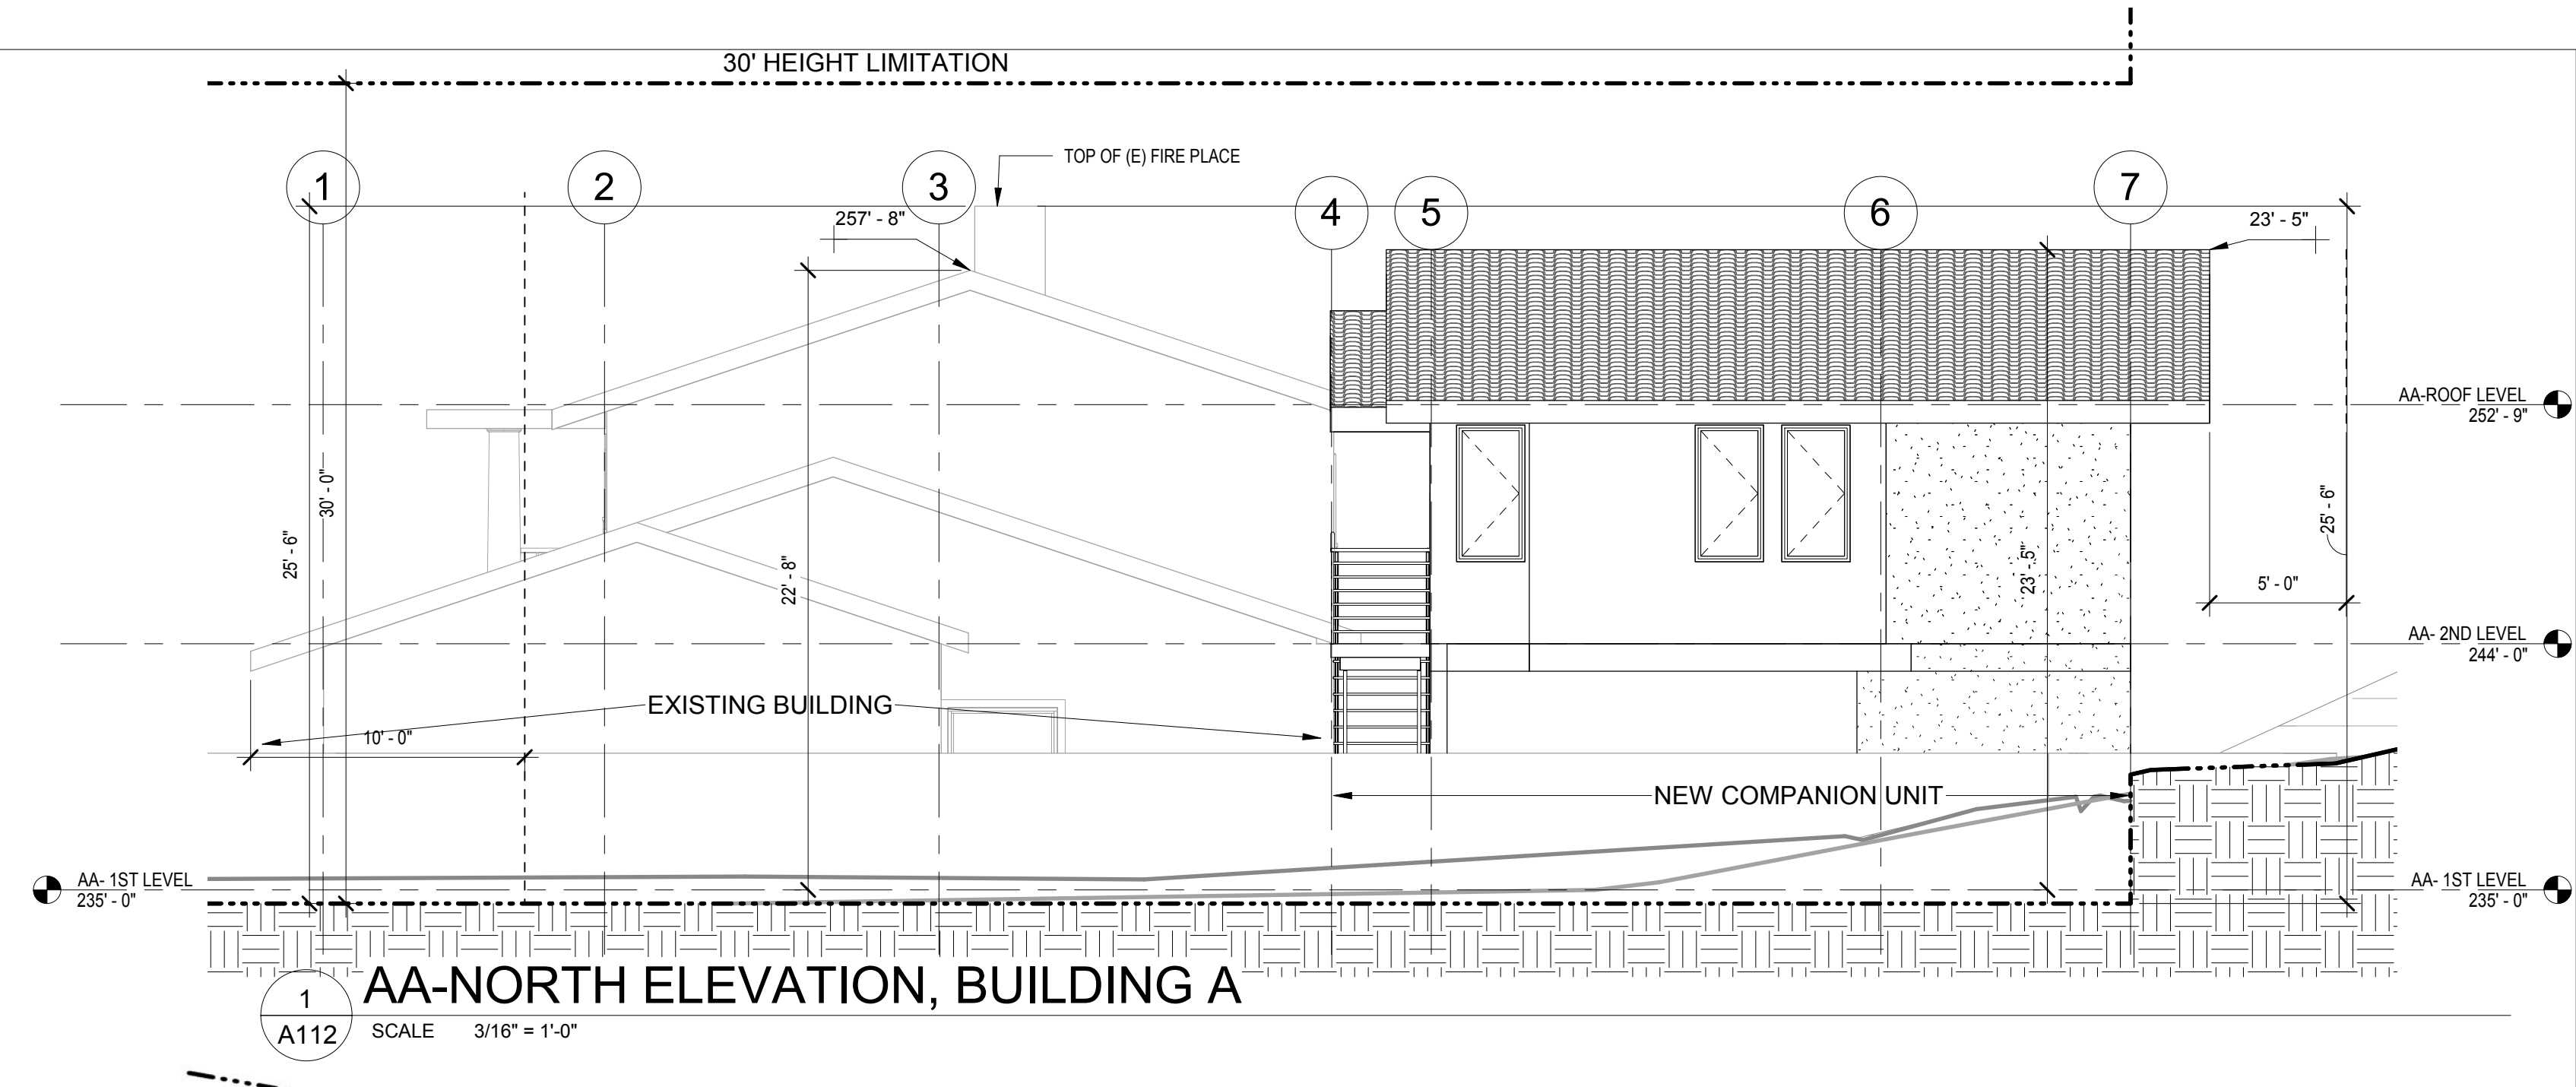 30' HEIGHT LIMITATION
TOP OF (E) FIRE PLACE
1
2
3
4
5
6
7
257' - 8"
23' - 5"
AA-ROOF LEVEL
252' - 9"
30' - 0"
25' - 6"
22' - 8"
23' - 5"
25' - 6"
5' - 0"
AA- 2ND LEVEL
244' - 0"
EXISTING BUILDING
10' - 0"
NEW COMPANION UNIT
AA- 1ST LEVEL
235' - 0"
AA- 1ST LEVEL
235' - 0"
1
A112
AA-NORTH ELEVATION, BUILDING A
SCALE 3/16" = 1'-0"